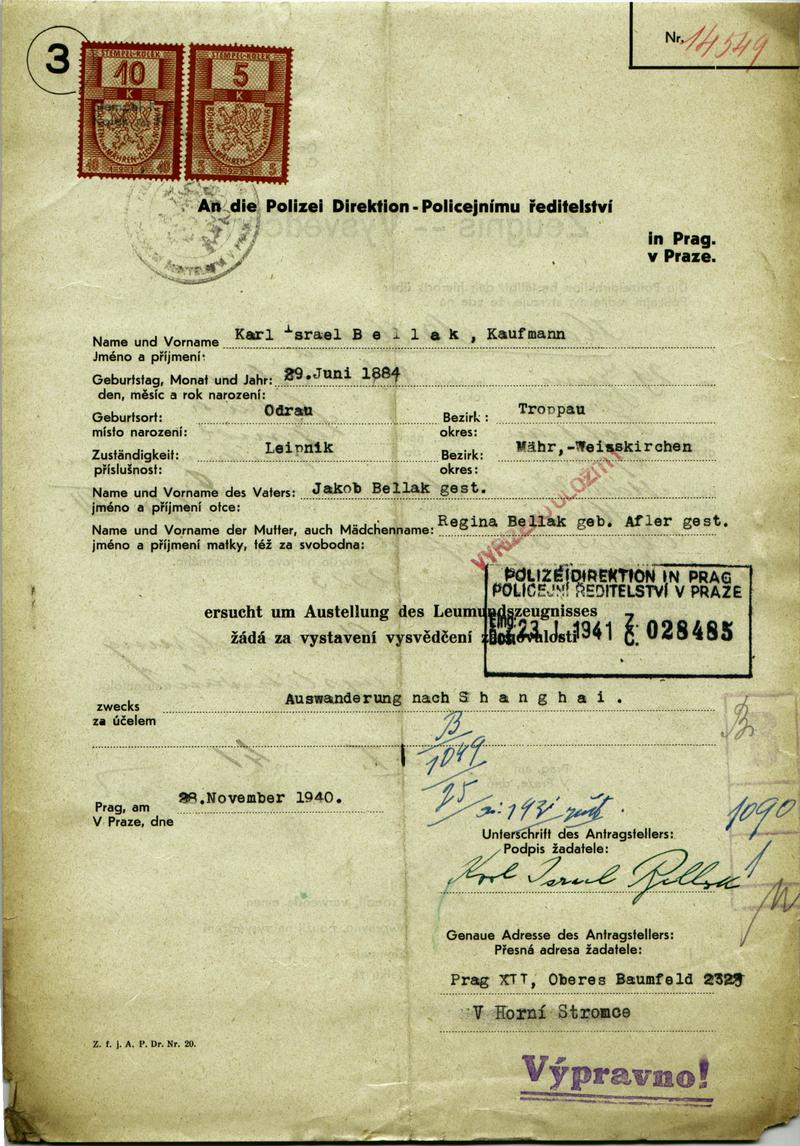 3
STEMPEL-KOLEK STEMPEL-KOLEK
10 5
K K
Nr. 14549
An die Polizei Direktion - Policejnímu ředitelství
in Prag.
v Praze.
Name und Vorname Karl Israel B e l l a k , Kaufmann
Jméno a příjmení:
Geburtstag, Monat und Jahr: 29.Juni 1884
den, měsíc a rok narození:
Geburtsort: Odrau Bezirk: Troppau
místo narození: okres:
Zuständigkeit: Leipnik Bezirk: Mähr,-Weisskirchen
příslušnost: okres:
Name und Vorname des Vaters: Jakob Bellak gest.
jméno a příjmení otce:
Name und Vorname der Mutter, auch Mädchenname: Regina Bellak geb. Afler gest.
jméno a příjmení matky, též za svobodna:
POLIZEIDIREKTION IN PRAG
POLICEJNÍ ŘEDITELSTVÍ V PRAZE
ersucht um Austellung des Leumundszeugnisses
žádá za vystavení vysvědčení zachovalosti
Eing. 23 I. 1941 Z. Č. 028485
zwecks Auswanderung nach S h a n g h a i .
za účelem
B
1049
25
Prag, am 28.November 1940.
V Praze, dne
1090
1
Unterschrift des Antragstellers:
Podpis žadatele:
Karl Israel Bellak
Genaue Adresse des Antragstellers:
Přesná adresa žadatele:
Prag XII, Oberes Baumfeld 2323
V Horní Stromce
Z. f. j. A. P. Dr. Nr. 20.
Výpravno!